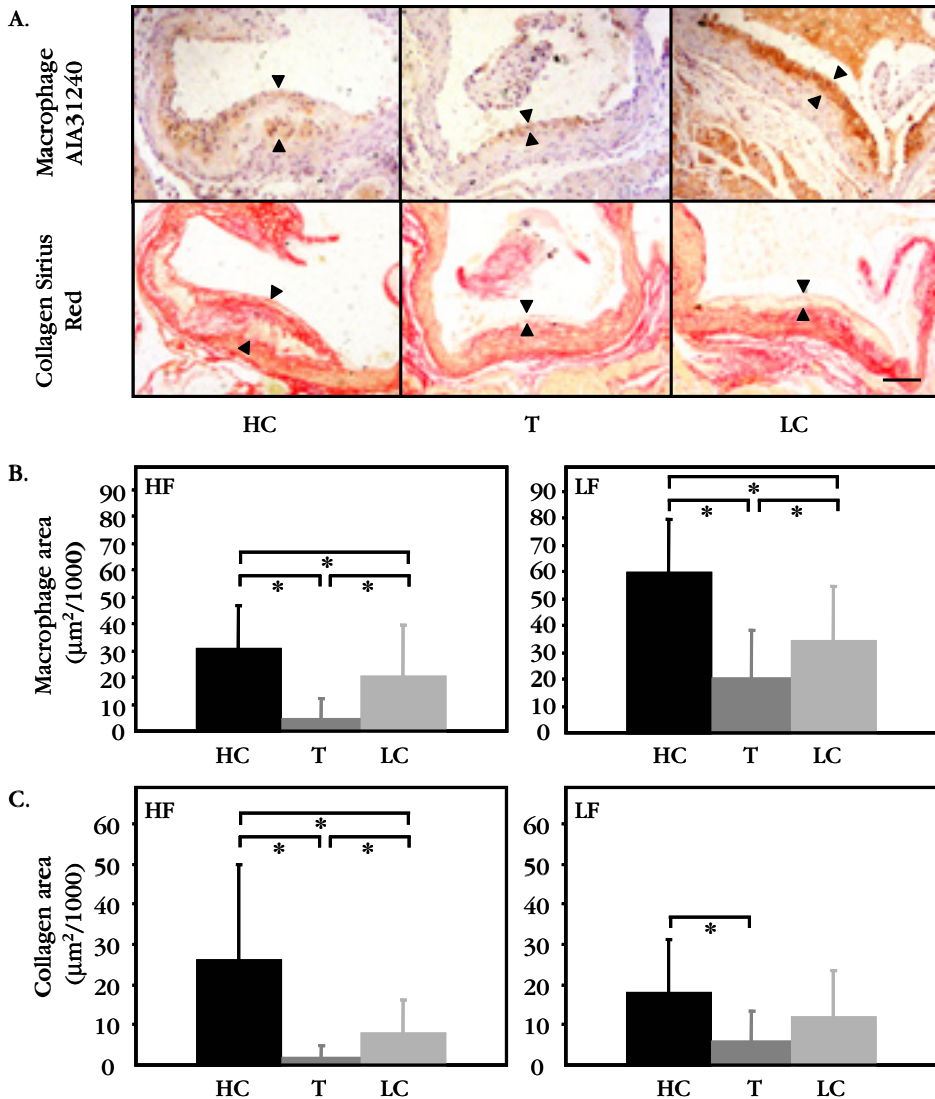 A.
Macrophage
AIA31240
Collagen Sirius
Red
HC T LC
B.
Macrophage area
(μm²/1000)
HF
90
80
70
60
50
40
30
20
10
0
* * *
HC T LC
LF
90
80
70
60
50
40
30
20
10
0
* * *
HC T LC
C.
Collagen area
(μm²/1000)
HF
60
50
40
30
20
10
0
* * *
HC T LC
LF
60
50
40
30
20
10
0
*
HC T LC